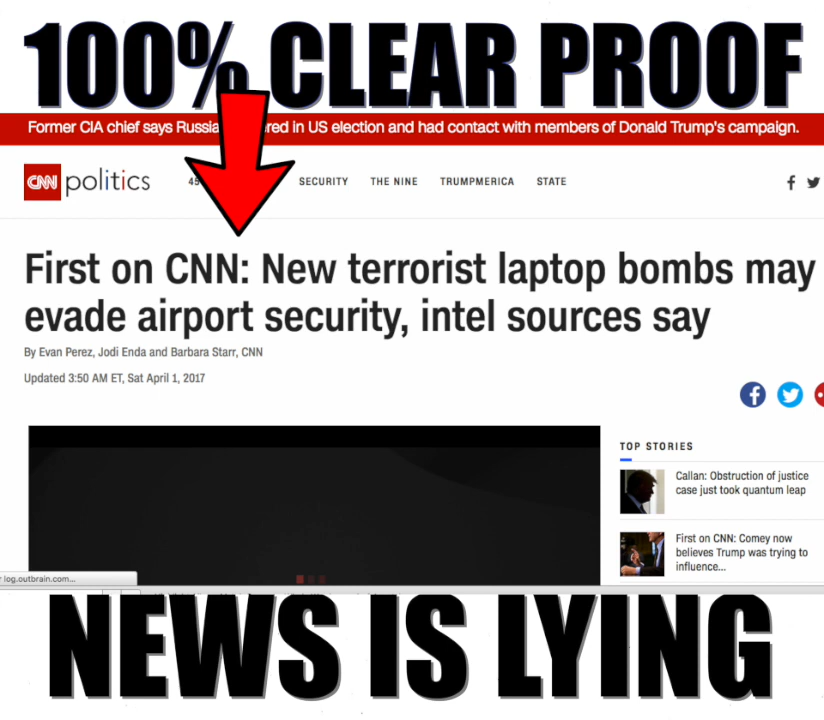 100% CLEAR PROOF
Former CIA chief says Russia red in US election and had contact with members of Donald Trump's campaign.
CNN politics 45 SECURITY THE NINE TRUMPMERICA STATE
First on CNN: New terrorist laptop bombs may
evade airport security, intel sources say
By Evan Perez, Jodi Enda and Barbara Starr, CNN
Updated 3:50 AM ET, Sat April 1, 2017
TOP STORIES
Callan: Obstruction of justice
case just took quantum leap
First on CNN: Comey now
believes Trump was trying to
influence...
log.outbrain.com...
NEWS IS LYING